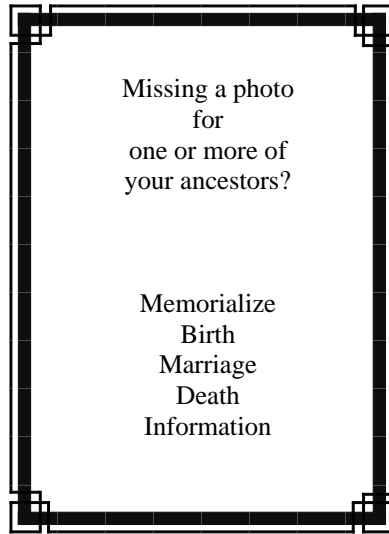 Missing a photo
for
one or more of
your ancestors?
Memorialize
Birth
Marriage
Death
Information